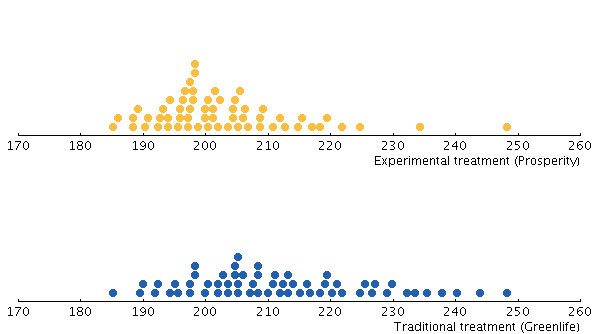 170 180 190 200 210 220 230 240 250 260
Experimental treatment (Prosperity)
170 180 190 200 210 220 230 240 250 260
Traditional treatment (Greenlife)